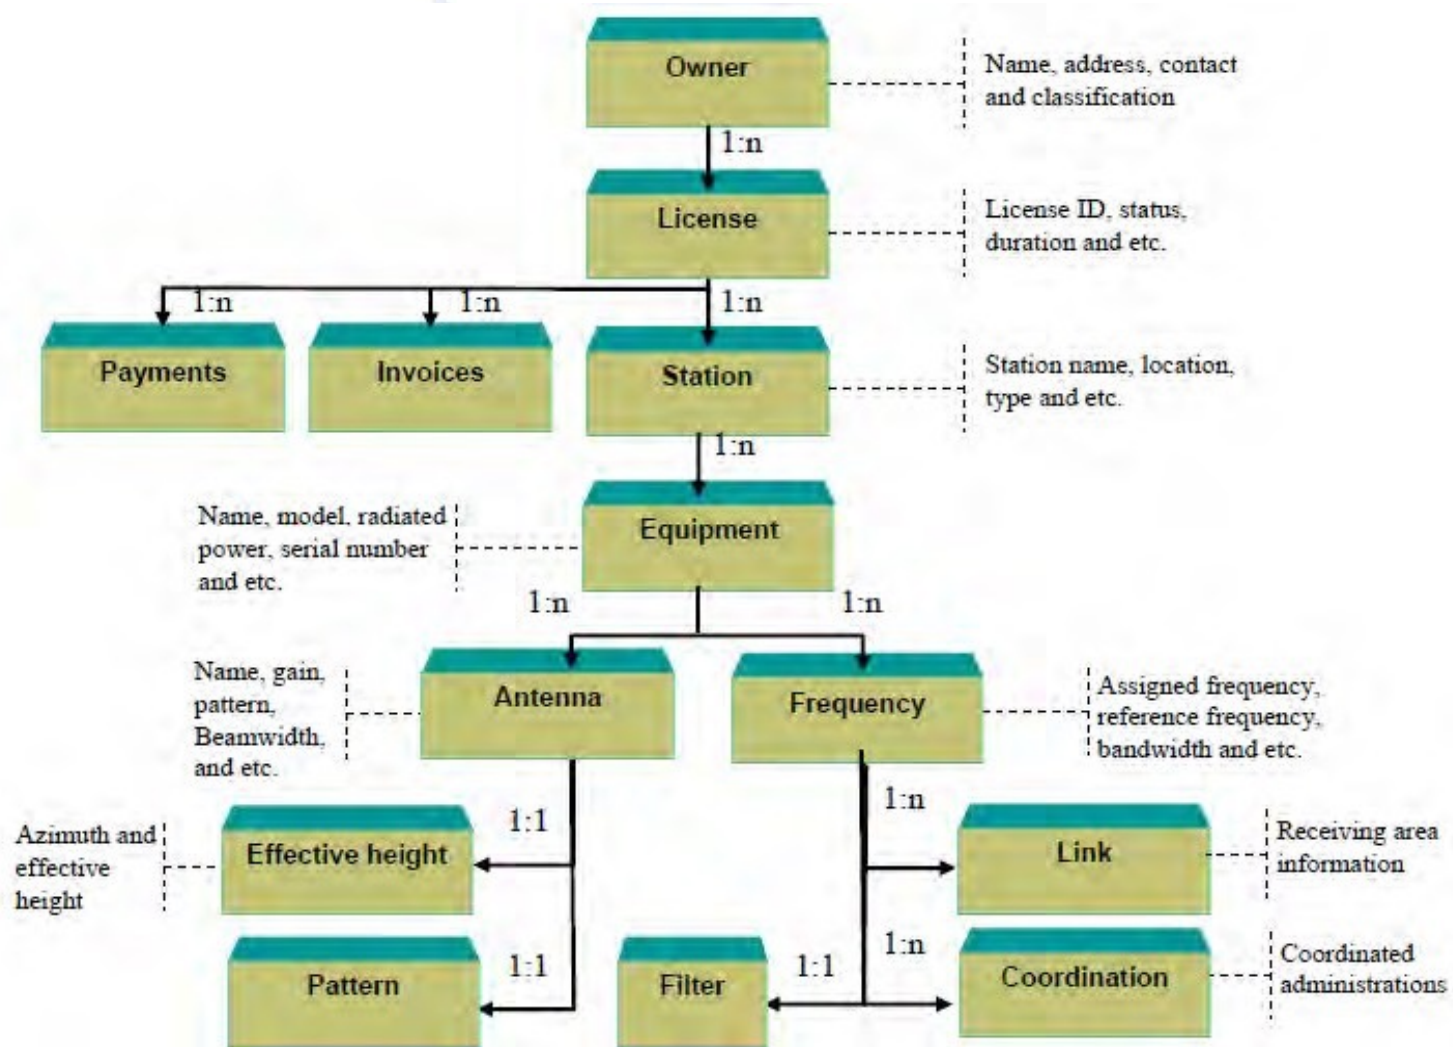 Owner
Name, address, contact
and classification
1:n
License
License ID, status,
duration and etc.
1:n
1:n
1:n
Payments
Invoices
Station
Station name, location,
type and etc.
1:n
Name, model, radiated
power, serial number
and etc.
Equipment
1:n
1:n
Name, gain,
pattern,
Beamwidth,
and etc.
Antenna
Frequency
Assigned frequency,
reference frequency,
bandwidth and etc.
1:1
1:n
Azimuth and
effective
height
Effective height
Link
Receiving area
information
1:1
1:1
1:n
Pattern
Filter
Coordination
Coordinated
administrations